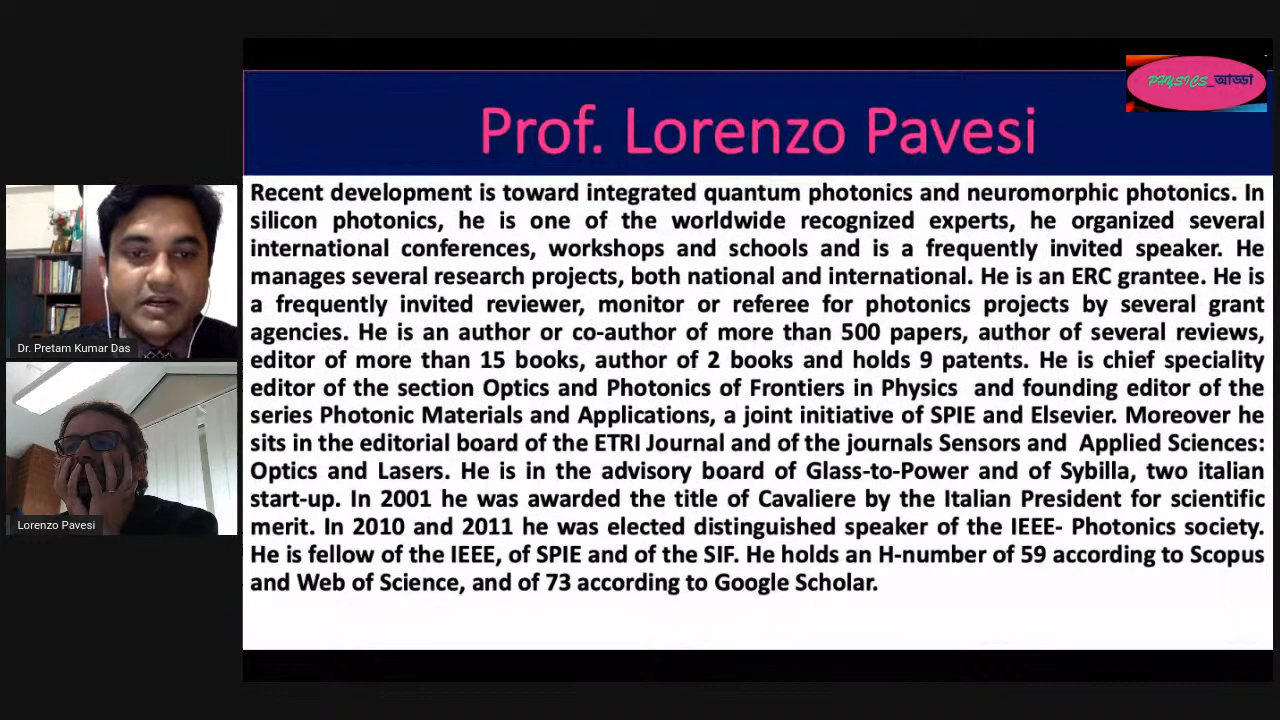 PHYSICS_আড্ডা
Prof. Lorenzo Pavesi
Recent development is toward integrated quantum photonics and neuromorphic photonics. In
silicon photonics, he is one of the worldwide recognized experts, he organized several
international conferences, workshops and schools and is a frequently invited speaker. He
manages several research projects, both national and international. He is an ERC grantee. He is
a frequently invited reviewer, monitor or referee for photonics projects by several grant
agencies. He is an author or co-author of more than 500 papers, author of several reviews,
editor of more than 15 books, author of 2 books and holds 9 patents. He is chief speciality
editor of the section Optics and Photonics of Frontiers in Physics  and founding editor of the
series Photonic Materials and Applications, a joint initiative of SPIE and Elsevier. Moreover he
sits in the editorial board of the ETRI Journal and of the journals Sensors and  Applied Sciences:
Optics and Lasers. He is in the advisory board of Glass-to-Power and of Sybilla, two italian
start-up. In 2001 he was awarded the title of Cavaliere by the Italian President for scientific
merit. In 2010 and 2011 he was elected distinguished speaker of the IEEE- Photonics society.
He is fellow of the IEEE, of SPIE and of the SIF. He holds an H-number of 59 according to Scopus
and Web of Science, and of 73 according to Google Scholar.
Dr. Pretam Kumar Das
Lorenzo Pavesi